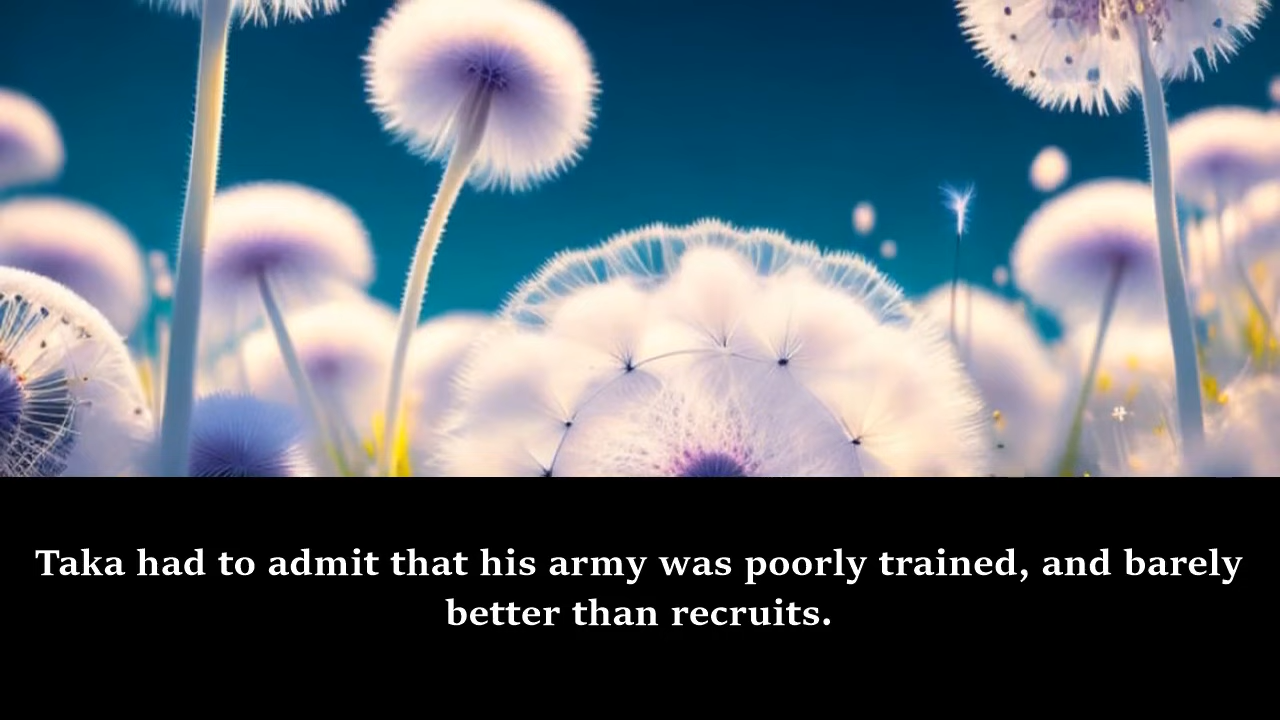 Taka had to admit that his army was poorly trained, and barely
better than recruits.